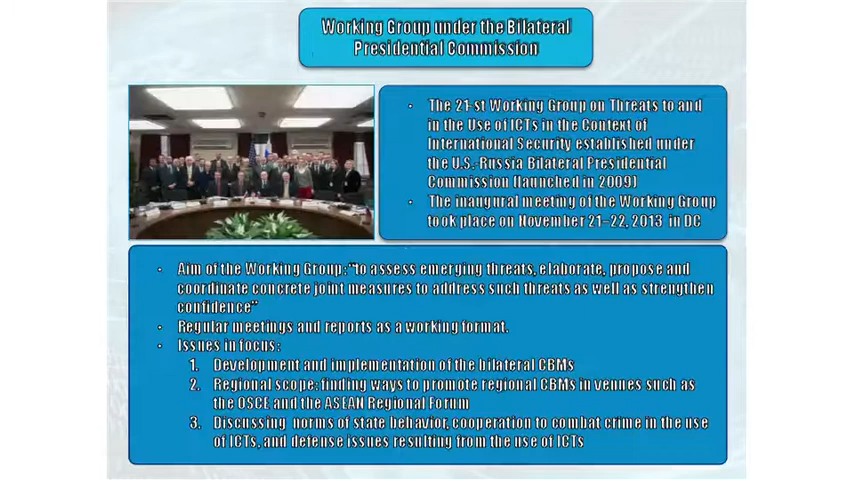 Working Group under the Bilateral
Presidential Commission
• The 21-st Working Group on Threats to and
in the Use of ICTs in the Context of
International Security established under
the U.S.-Russia Bilateral Presidential
Commission (launched in 2009)
• The inaugural meeting of the Working Group
took place on November 21–22, 2013 in DC
• Aim of the Working Group: "to assess emerging threats, elaborate, propose and
coordinate concrete joint measures to address such threats as well as strengthen
confidence"
• Regular meetings and reports as a working format.
• Issues in focus:
1. Development and implementation of the bilateral CBMs
2. Regional scope: finding ways to promote regional CBMs in venues such as
the OSCE and the ASEAN Regional Forum
3. Discussing norms of state behavior, cooperation to combat crime in the use
of ICTs, and defense issues resulting from the use of ICTs